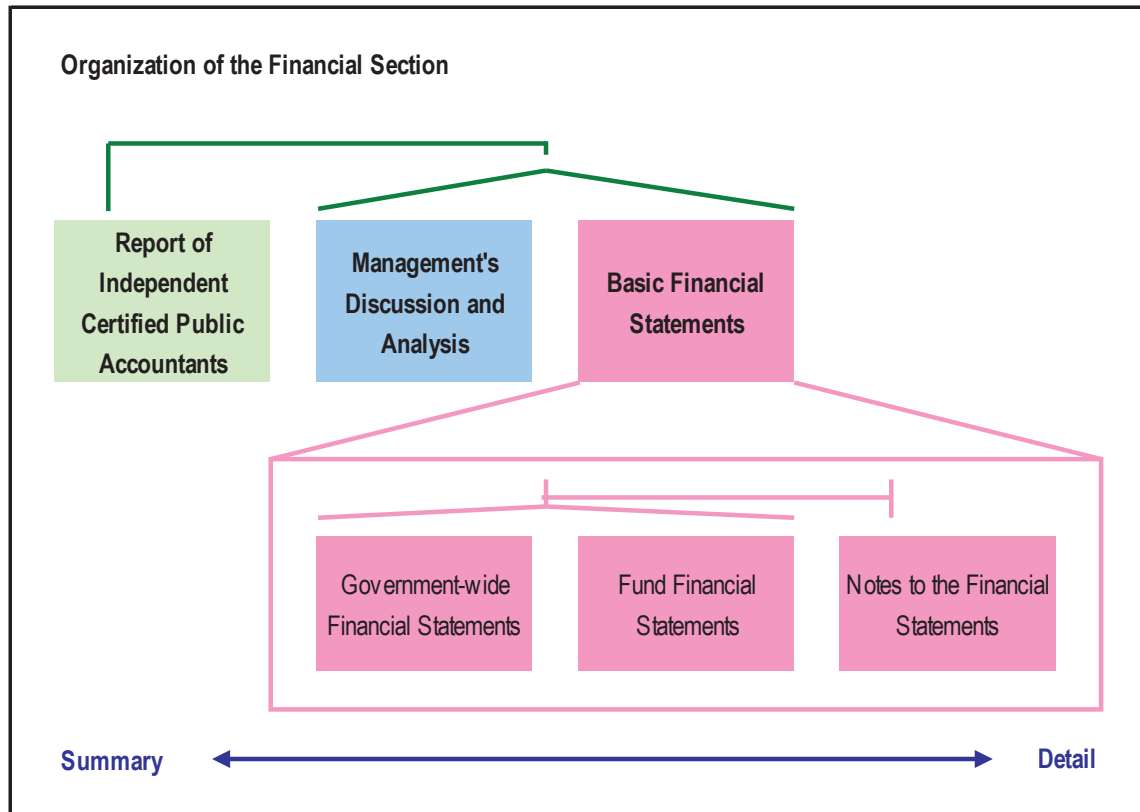 Organization of the Financial Section
Report of
Independent
Certified Public
Accountants
Management's
Discussion and
Analysis
Basic Financial
Statements
Government-wide
Financial Statements
Fund Financial
Statements
Notes to the Financial
Statements
Summary
Detail